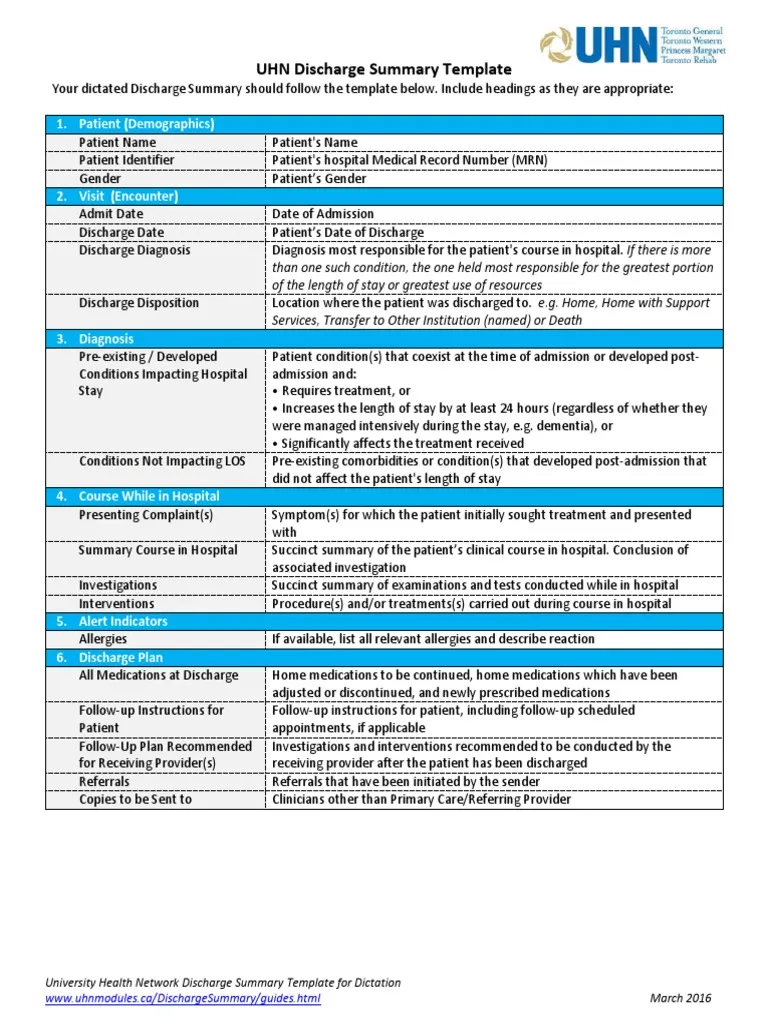 UHN
Toronto General
Toronto Western
Princess Margaret
Toronto Rehab
UHN Discharge Summary Template
Your dictated Discharge Summary should follow the template below. Include headings as they are appropriate:
1. Patient (Demographics)
Patient Name
Patient's Name
Patient Identifier
Patient's hospital Medical Record Number (MRN)
Gender
Patient's Gender
2. Visit (Encounter)
Admit Date
Date of Admission
Discharge Date
Patient's Date of Discharge
Discharge Diagnosis
Diagnosis most responsible for the patient's course in hospital. If there is more
than one such condition, the one held most responsible for the greatest portion
of the length of stay or greatest use of resources
Discharge Disposition
Location where the patient was discharged to. e.g. Home, Home with Support
Services, Transfer to Other Institution (named) or Death
3. Diagnosis
Pre-existing / Developed
Conditions Impacting Hospital
Stay
Patient condition(s) that coexist at the time of admission or developed post-
admission and:
• Requires treatment, or
• Increases the length of stay by at least 24 hours (regardless of whether they
were managed intensively during the stay, e.g. dementia), or
• Significantly affects the treatment received
Conditions Not Impacting LOS
Pre-existing comorbidities or condition(s) that developed post-admission that
did not affect the patient's length of stay
4. Course While in Hospital
Presenting Complaint(s)
Symptom(s) for which the patient initially sought treatment and presented
with
Summary Course in Hospital
Succinct summary of the patient's clinical course in hospital. Conclusion of
associated investigation
Investigations
Succinct summary of examinations and tests conducted while in hospital
Interventions
Procedure(s) and/or treatments(s) carried out during course in hospital
5. Alert Indicators
Allergies
If available, list all relevant allergies and describe reaction
6. Discharge Plan
All Medications at Discharge
Home medications to be continued, home medications which have been
adjusted or discontinued, and newly prescribed medications
Follow-up Instructions for
Patient
Follow-up instructions for patient, including follow-up scheduled
appointments, if applicable
Follow-Up Plan Recommended
for Receiving Provider(s)
Investigations and interventions recommended to be conducted by the
receiving provider after the patient has been discharged
Referrals
Referrals that have been initiated by the sender
Copies to be Sent to
Clinicians other than Primary Care/Referring Provider
University Health Network Discharge Summary Template for Dictation
www.uhnmodules.ca/DischargeSummary/guides.html
March 2016